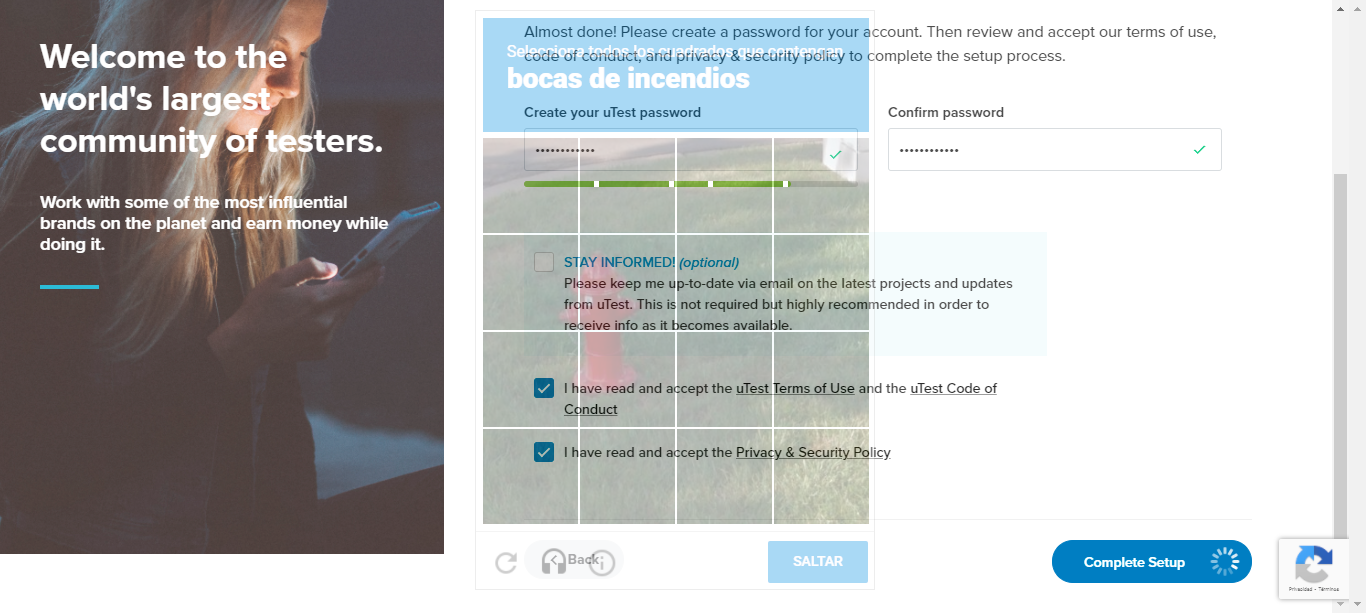 Welcome to the
world's largest
community of testers.
Work with some of the most influential
brands on the planet and earn money while
doing it.
Almost done! Please create a password for your account. Then review and accept our terms of use,
code of conduct, and privacy & security policy to complete the setup process.
Selecciona todos los cuadrados que contengan
bocas de incendios
Create your uTest password
Confirm password
STAY INFORMED! (optional)
Please keep me up-to-date via email on the latest projects and updates
from uTest. This is not required but highly recommended in order to
receive info as it becomes available.
I have read and accept the uTest Terms of Use and the uTest Code of
Conduct
I have read and accept the Privacy & Security Policy
Back
SALTAR
Complete Setup
Privacidad - Términos